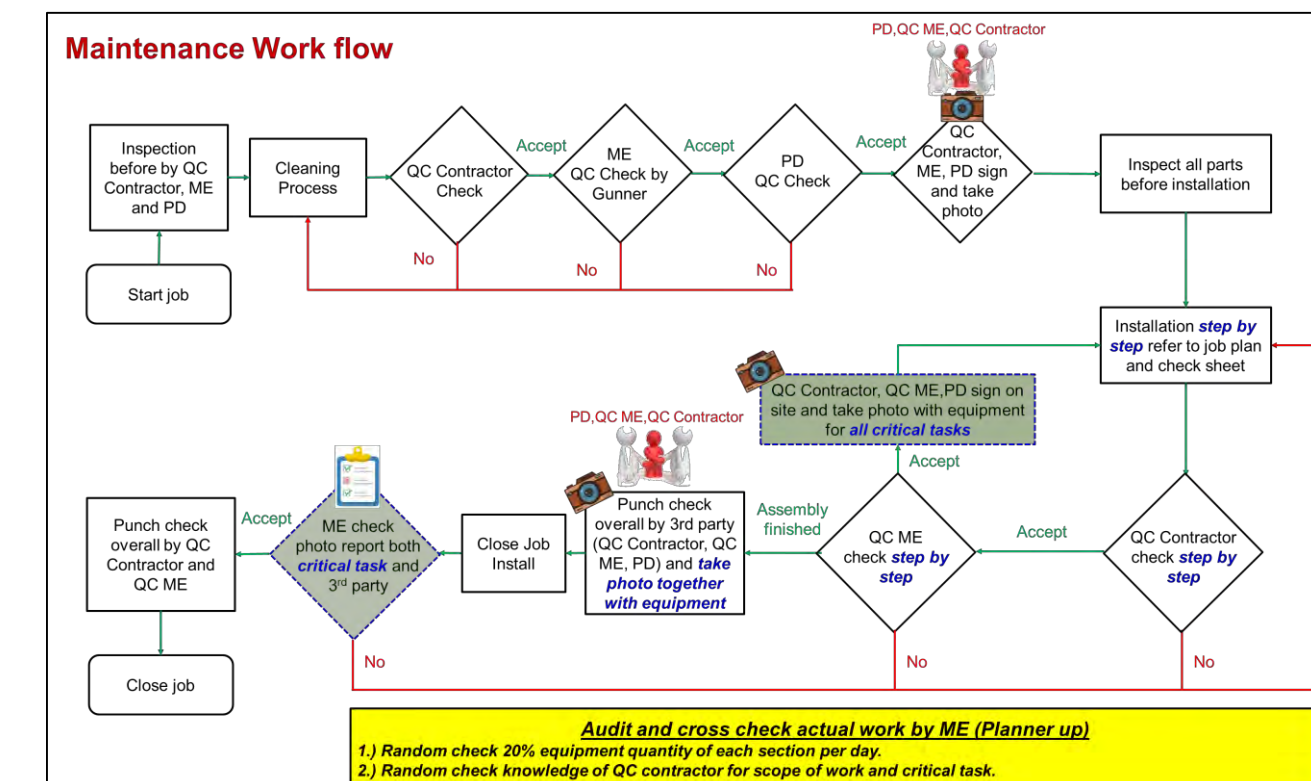 Maintenance Work flow
PD,QC ME,QC Contractor
Inspection
before by QC
Contractor, ME
and PD
Cleaning
Process
QC Contractor
Check
Accept
ME
QC Check by
Gunner
Accept
PD
QC Check
Accept
QC
Contractor,
ME, PD sign
and take
photo
Inspect all parts
before installation
No
No
No
Start job
Installation step by
step refer to job plan
and check sheet
QC Contractor, QC ME,PD sign on
site and take photo with equipment
for all critical tasks
PD,QC ME,QC Contractor
Accept
Punch check
overall by QC
Contractor and
QC ME
Accept
ME check
photo report both
critical task and
3rd party
Close Job
Install
Punch check
overall by 3rd party
(QC Contractor, QC
ME, PD) and take
photo together
with equipment
Assembly
finished
QC ME
check step by
step
Accept
QC Contractor
check step by
step
No
No
No
Close job
Audit and cross check actual work by ME (Planner up)
1.) Random check 20% equipment quantity of each section per day.
2.) Random check knowledge of QC contractor for scope of work and critical task.